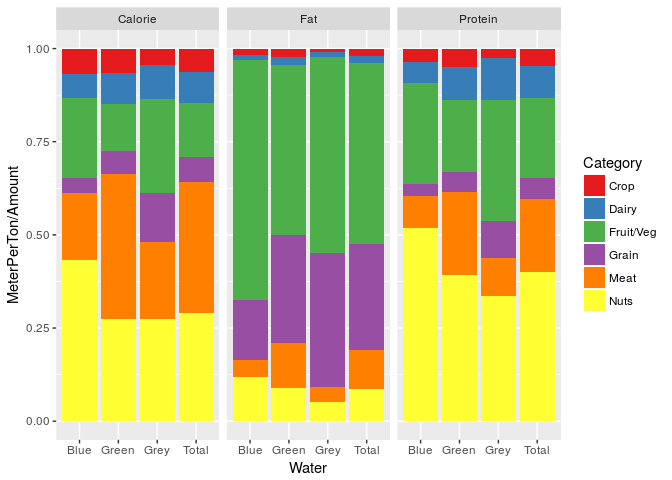 Calorie Fat Protein
1.00
0.75
0.50
0.25
0.00
MeterPerTon/Amount
Blue Green Grey Total Blue Green Grey Total Blue Green Grey Total
Water
Category
Crop
Dairy
Fruit/Veg
Grain
Meat
Nuts